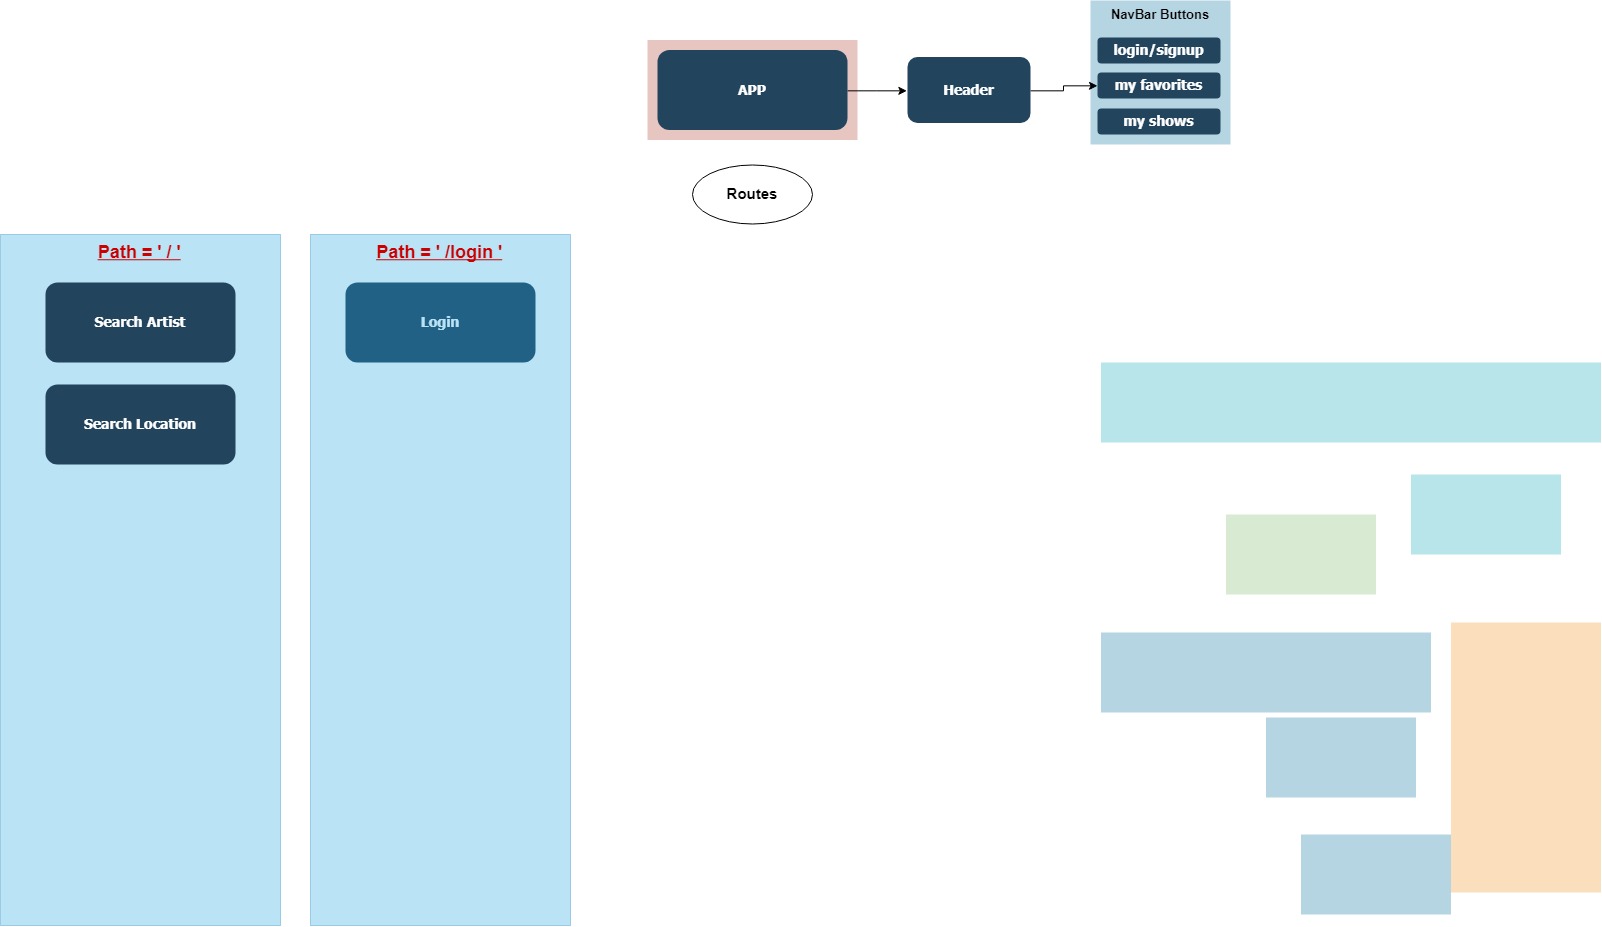 NavBar Buttons
login/signup
APP
Header
my favorites
my shows
Routes
Path = ' / '
Path = ' /login '
Search Artist
Login
Search Location